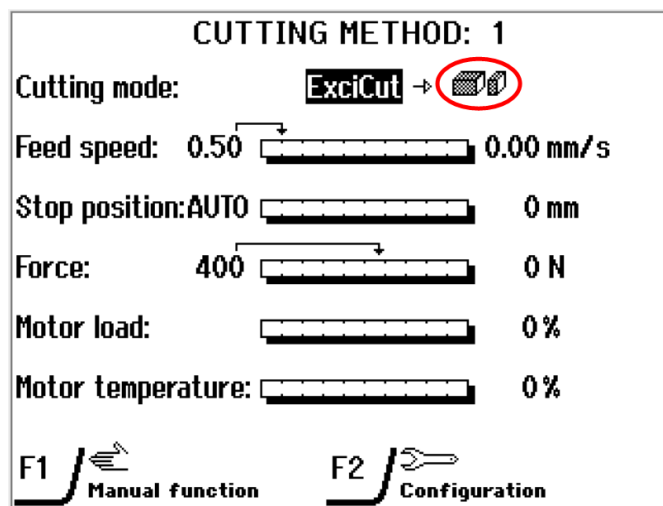 CUTTING METHOD: 1
Cutting mode: ExciCut
Feed speed: 0.50 0.00 mm/s
Stop position:AUTO 0 mm
Force: 400 0 N
Motor load: 0 %
Motor temperature: 0 %
F1 Manual function F2 Configuration